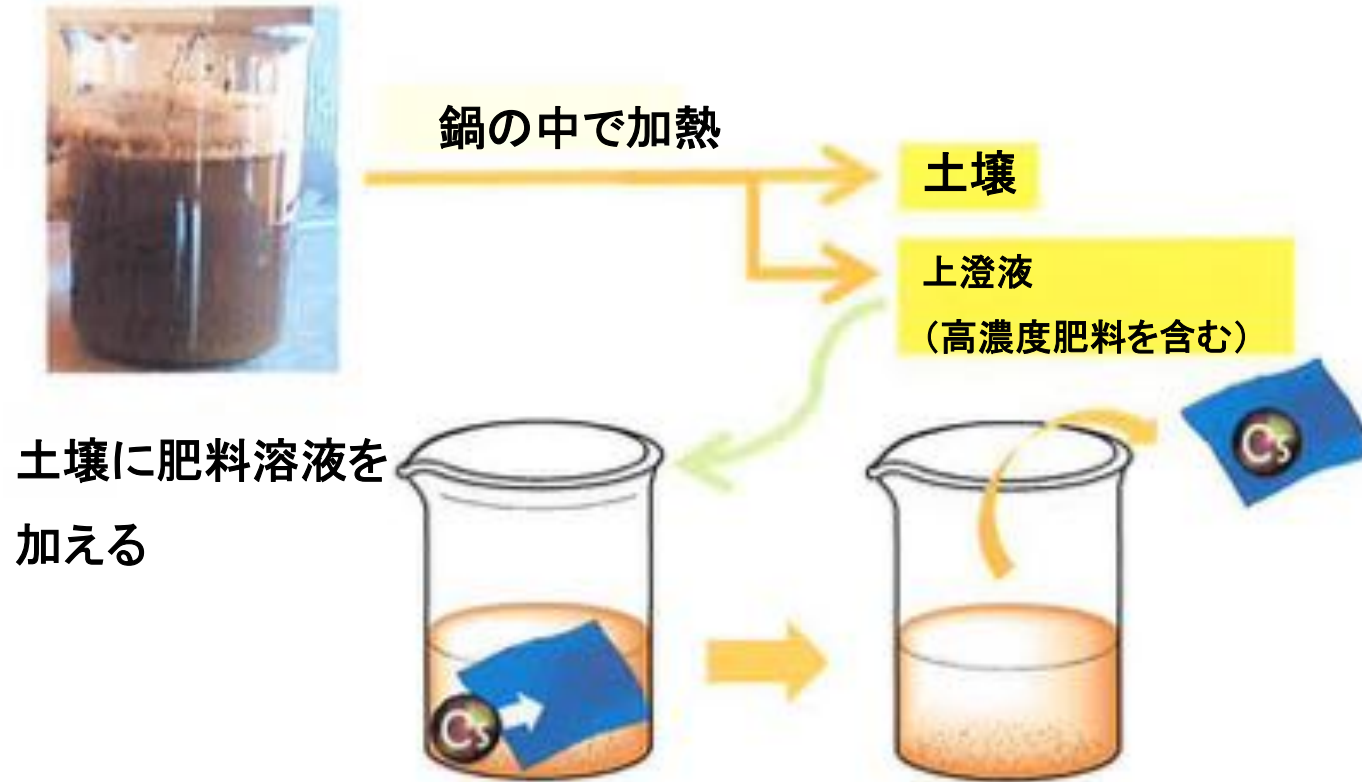 鍋の中で加熱
土壌
上澄液
（高濃度肥料を含む）
土壌に肥料溶液を
加える
Cs
Cs